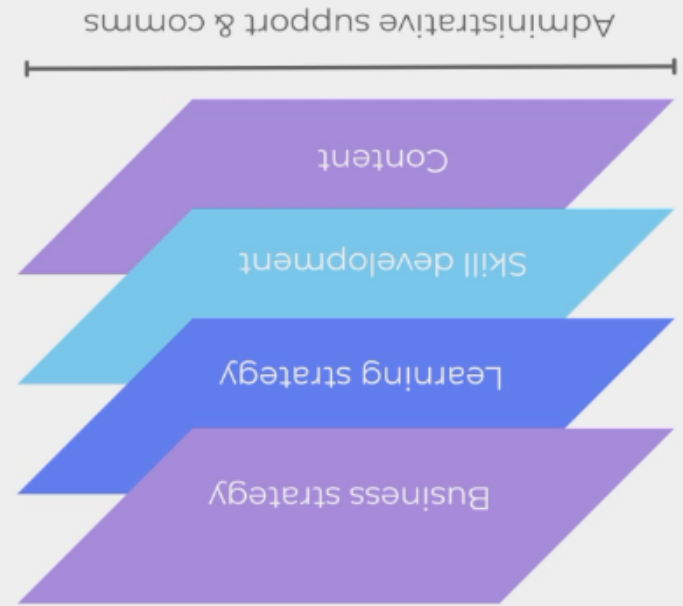 Business strategy
Learning strategy
Skill development
Content
Administrative support & comms